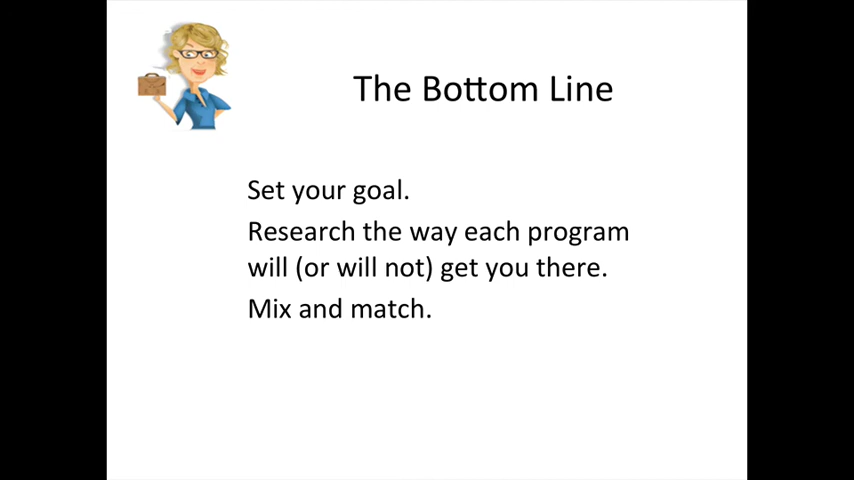 The Bottom Line
Set your goal.
Research the way each program
will (or will not) get you there.
Mix and match.